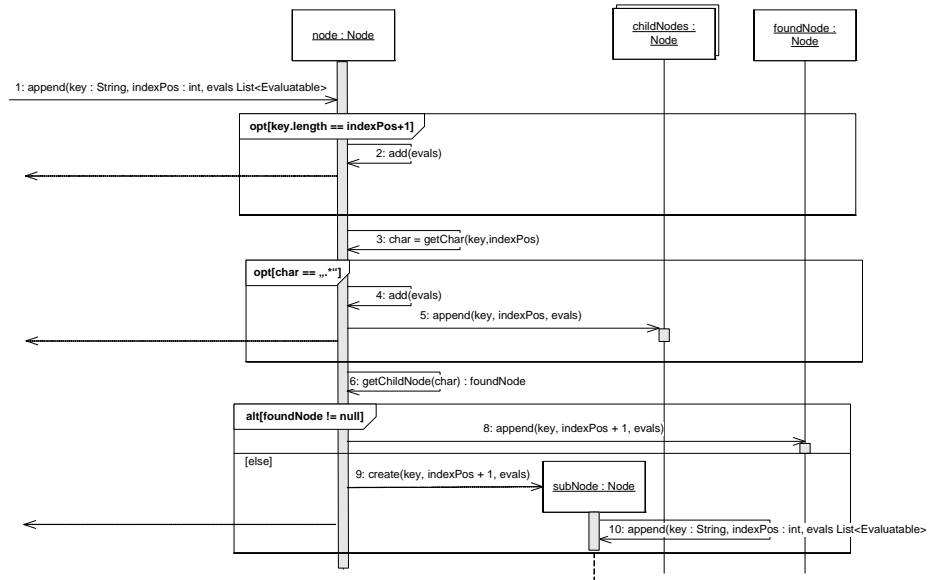 node : Node
childNodes :
Node
foundNode :
Node
1: append(key : String, indexPos : int, evals List<Evaluatable>
opt[key.length == indexPos+1]
2: add(evals)
3: char = getChar(key,indexPos)
opt[char == „.*“]
4: add(evals)
5: append(key, indexPos, evals)
6: getChildNode(char) : foundNode
alt[foundNode != null]
8: append(key, indexPos + 1, evals)
[else]
9: create(key, indexPos + 1, evals)
subNode : Node
10: append(key : String, indexPos : int, evals List<Evaluatable>